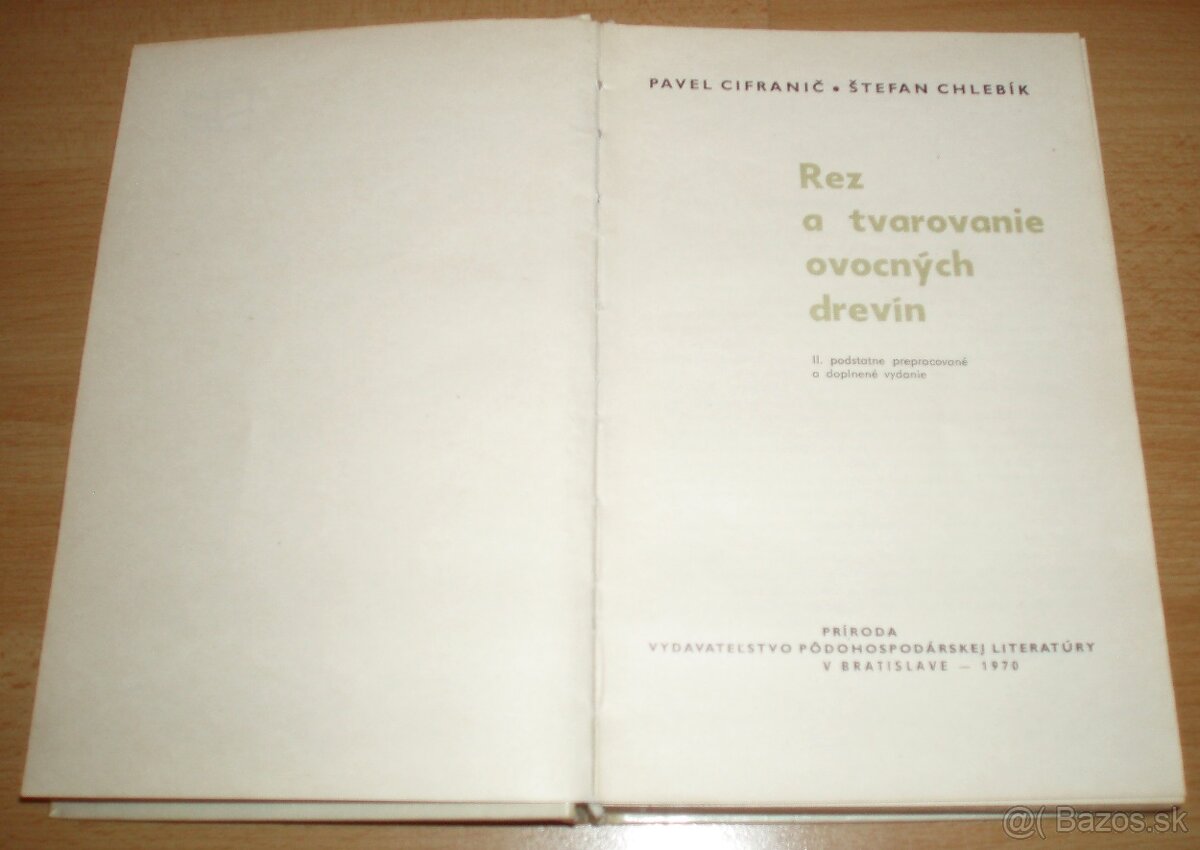 PAVEL CIFRANIČ • ŠTEFAN CHLEBÍK
Rez
a tvarovanie
ovocných
drevín
II. podstatne prepracované
a doplnené vydanie
PRÍRODA
VYDAVATEĽSTVO PÔDOHOSPODÁRSKEJ LITERATÚRY
V BRATISLAVE — 1970
@( Bazos.sk